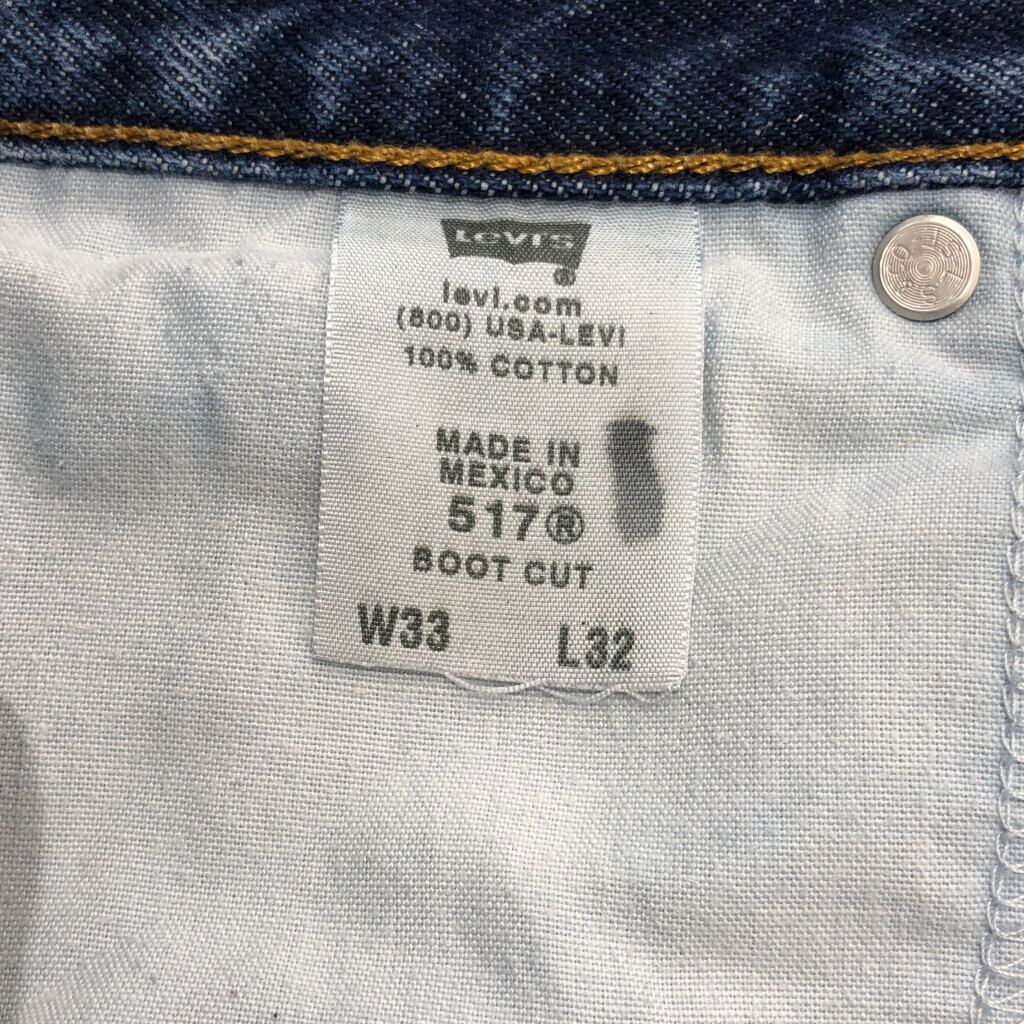 LEVI'S
®
levi.com
(800) USA-LEVI
100% COTTON
MADE IN
MEXICO
517®
BOOT CUT
W33 L32